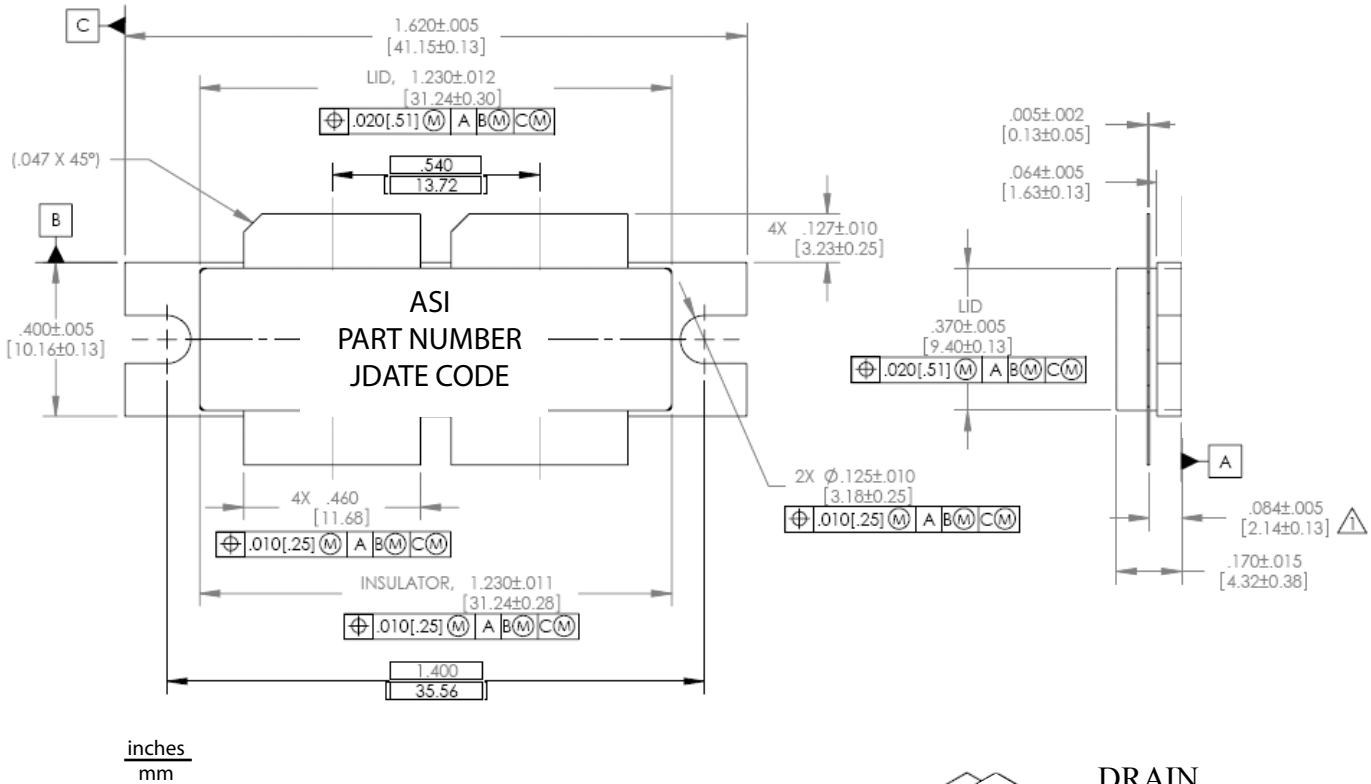 C
1.620±.005
[41.15±0.13]
LID, 1.230±.012
[31.24±0.30]
⌖ .020[.51] Ⓜ A BⓂ CⓂ
(.047 X 45°)
.540
[13.72]
B
4X .127±.010
[3.23±0.25]
.005±.002
[0.13±0.05]
.064±.005
[1.63±0.13]
.400±.005
[10.16±0.13]
ASI
PART NUMBER
JDATE CODE
LID
.370±.005
[9.40±0.13]
⌖ .020[.51] Ⓜ A BⓂ CⓂ
A
4X .460
[11.68]
⌖ .010[.25] Ⓜ A BⓂ CⓂ
2X Ø.125±.010
[3.18±0.25]
⌖ .010[.25] Ⓜ A BⓂ CⓂ
.084±.005
[2.14±0.13] 1
.170±.015
[4.32±0.38]
INSULATOR, 1.230±.011
[31.24±0.28]
⌖ .010[.25] Ⓜ A BⓂ CⓂ
1.400
[35.56]
inches
mm
DRAIN